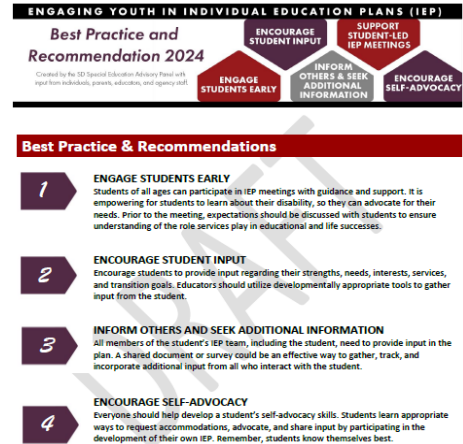 ENGAGING YOUTH IN INDIVIDUAL EDUCATION PLANS (IEP)
Best Practice and
Recommendation 2024
Created by the SD Special Education Advisory Panel with
input from individuals, parents, educators, and agency staff.
ENGAGE
STUDENTS EARLY
ENCOURAGE
STUDENT INPUT
INFORM
OTHERS & SEEK
ADDITIONAL
INFORMATION
SUPPORT
STUDENT-LED
IEP MEETINGS
ENCOURAGE
SELF-ADVOCACY
Best Practice & Recommendations
1
ENGAGE STUDENTS EARLY
Students of all ages can participate in IEP meetings with guidance and support. It is
empowering for students to learn about their disability, so they can advocate for their
needs. Prior to the meeting, expectations should be discussed with students to ensure
understanding of the role services play in educational and life successes.
2
ENCOURAGE STUDENT INPUT
Encourage students to provide input regarding their strengths, needs, interests, services,
and transition goals. Educators should utilize developmentally appropriate tools to gather
input from the student.
3
INFORM OTHERS AND SEEK ADDITIONAL INFORMATION
All members of the student's IEP team, including the student, need to provide input in the
plan. A shared document or survey could be an effective way to gather, track, and
incorporate additional input from all who interact with the student.
4
ENCOURAGE SELF-ADVOCACY
Everyone should help develop a student's self-advocacy skills. Students learn appropriate
ways to request accommodations, advocate, and share input by participating in the
development of their own IEP. Remember, students know themselves best.
DRAFT